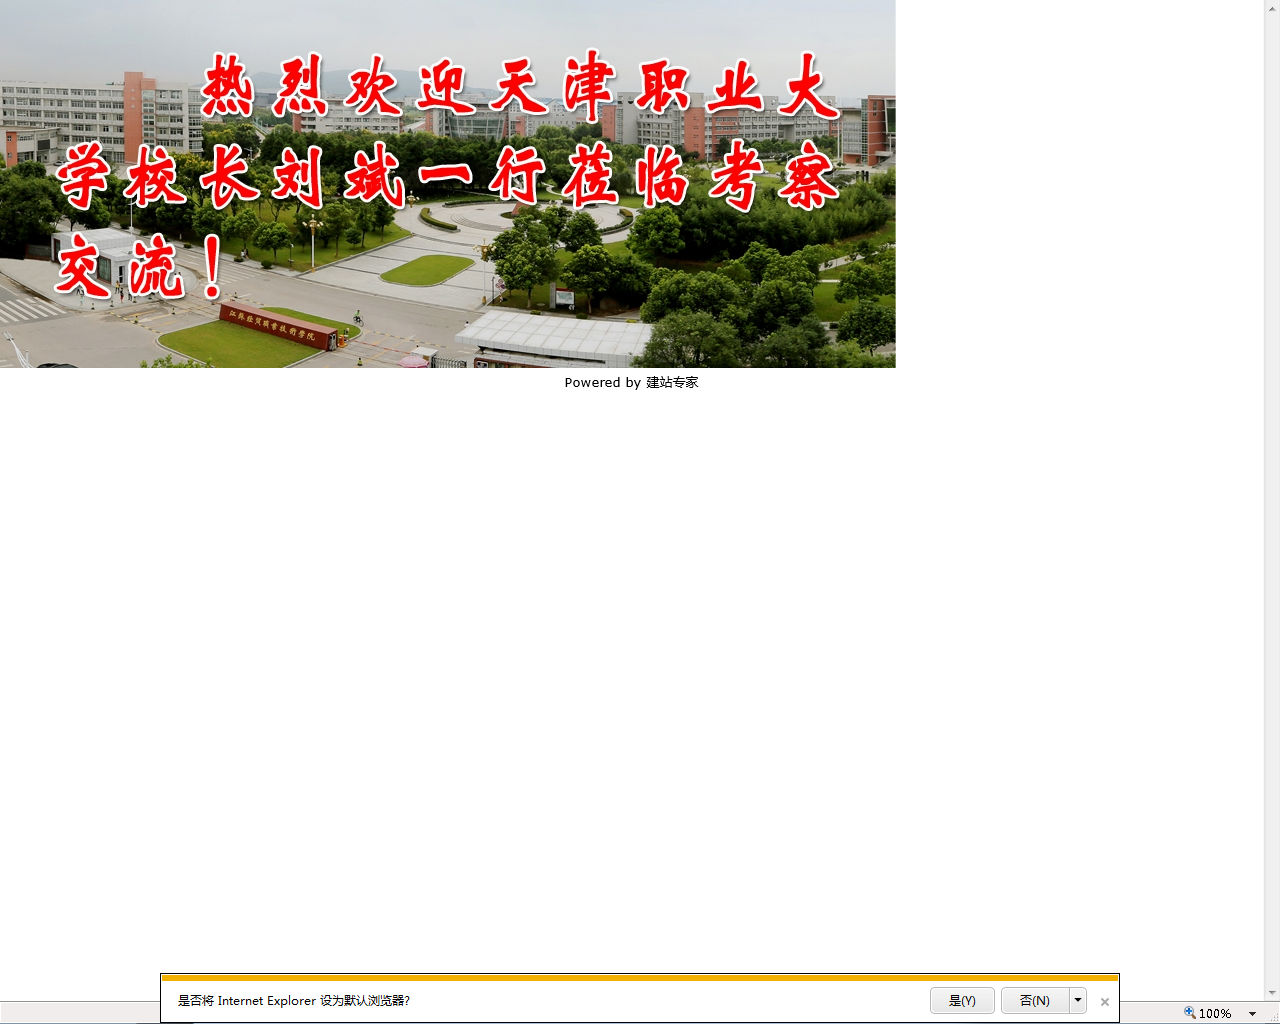 热烈欢迎天津职业大
学校长刘斌一行莅临考察
交流！
江苏经贸职业技术学院
Powered by 建站专家
是否将 Internet Explorer 设为默认浏览器?
是(Y)
否(N)
100%